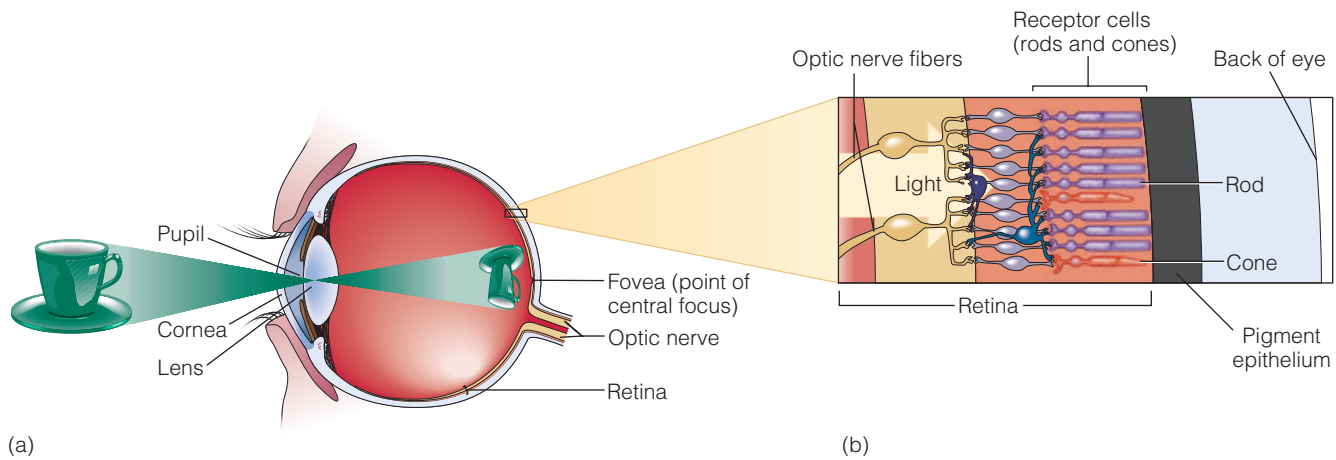 Pupil
Cornea
Lens
Fovea (point of
central focus)
Optic nerve
Retina
(a)
Receptor cells
(rods and cones)
Optic nerve fibers
Back of eye
Light
Rod
Cone
Retina
Pigment
epithelium
(b)